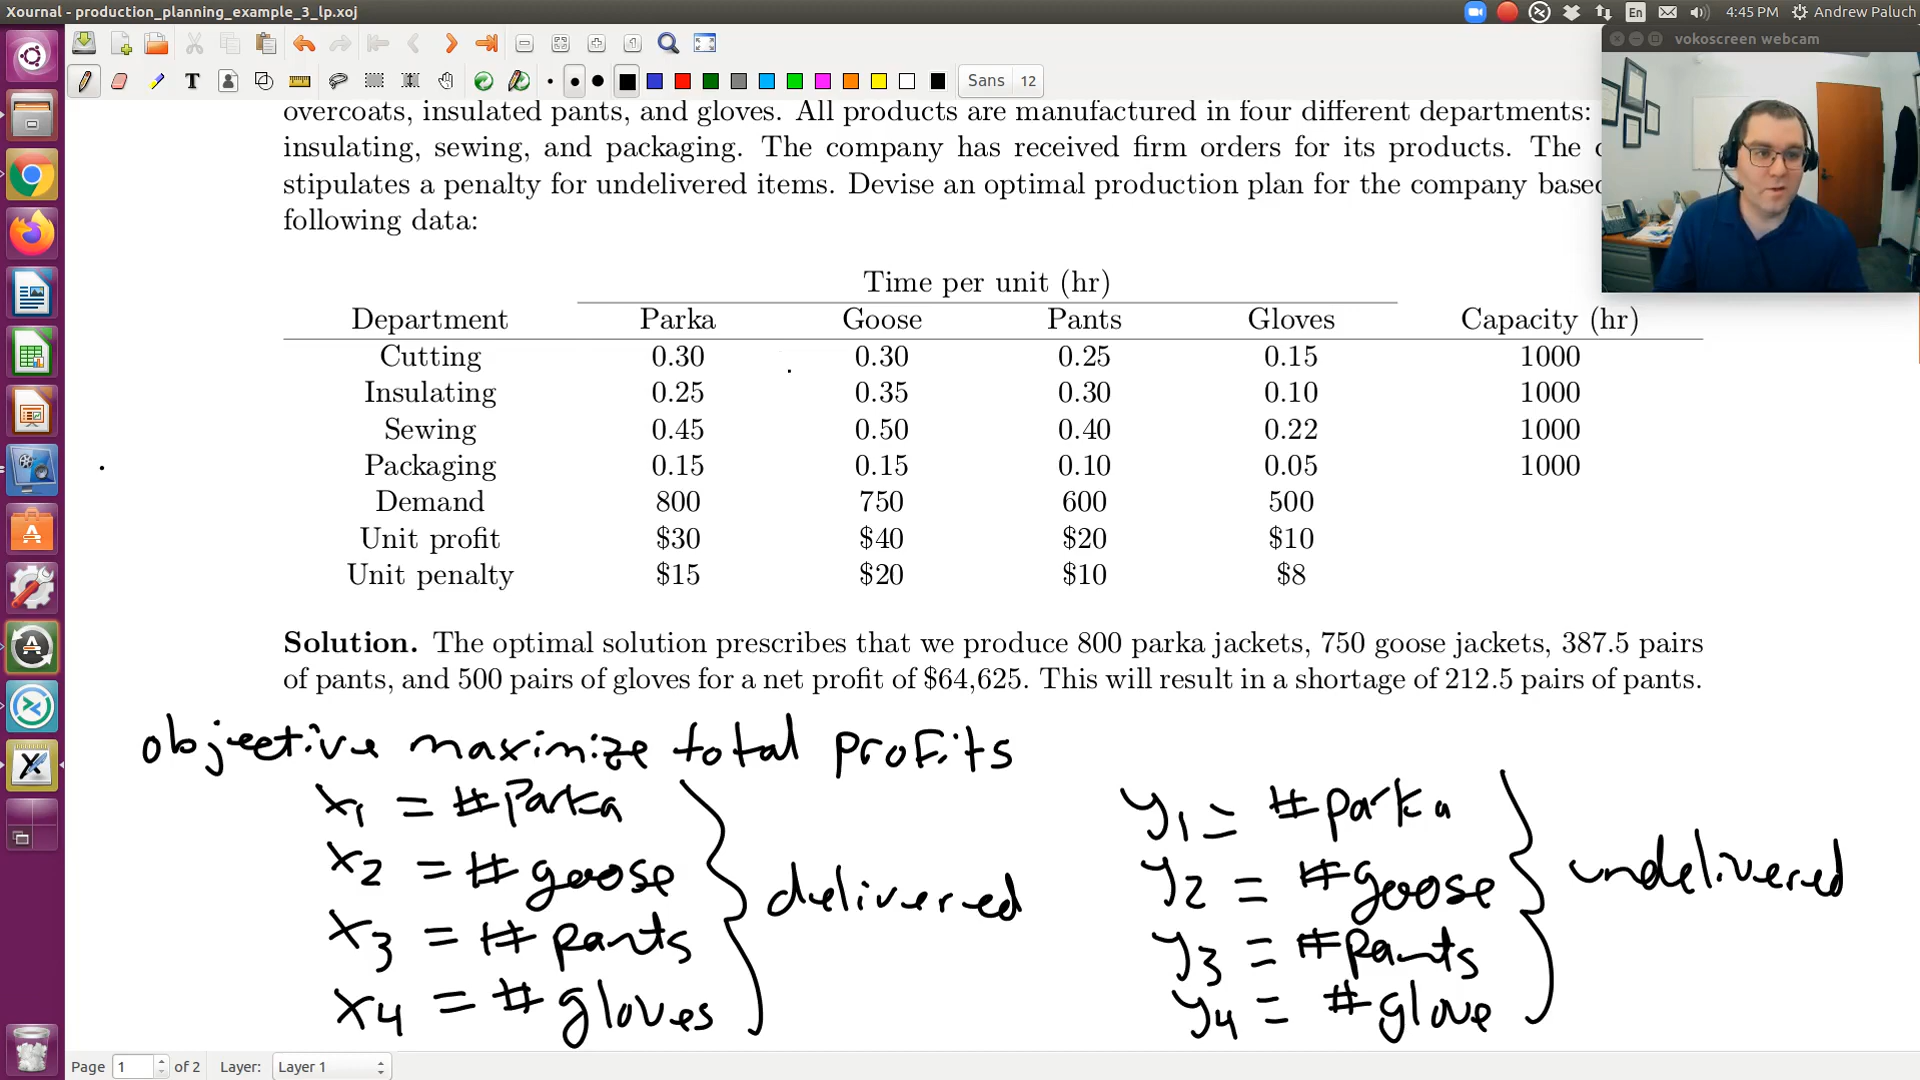 Xournal - production_planning_example_3_lp.xoj
En 4:45 PM Andrew Paluch
vokoscreen webcam
Sans 12
overcoats, insulated pants, and gloves. All products are manufactured in four different departments:
insulating, sewing, and packaging. The company has received firm orders for its products. The
stipulates a penalty for undelivered items. Devise an optimal production plan for the company based
following data:
Time per unit (hr)
Department Parka Goose Pants Gloves Capacity (hr)
Cutting 0.30 0.30 0.25 0.15 1000
Insulating 0.25 0.35 0.30 0.10 1000
Sewing 0.45 0.50 0.40 0.22 1000
Packaging 0.15 0.15 0.10 0.05 1000
Demand 800 750 600 500
Unit profit $30 $40 $20 $10
Unit penalty $15 $20 $10 $8
Solution. The optimal solution prescribes that we produce 800 parka jackets, 750 goose jackets, 387.5 pairs
of pants, and 500 pairs of gloves for a net profit of $64,625. This will result in a shortage of 212.5 pairs of pants.
objective maximize total profits
x1 = #Parka y1 = #parka
x2 = #goose y2 = #goose
delivered undelivered
x3 = # pants y3 = #pants
x4 = # gloves y4 = #glove
Page 1 of 2 Layer: Layer 1